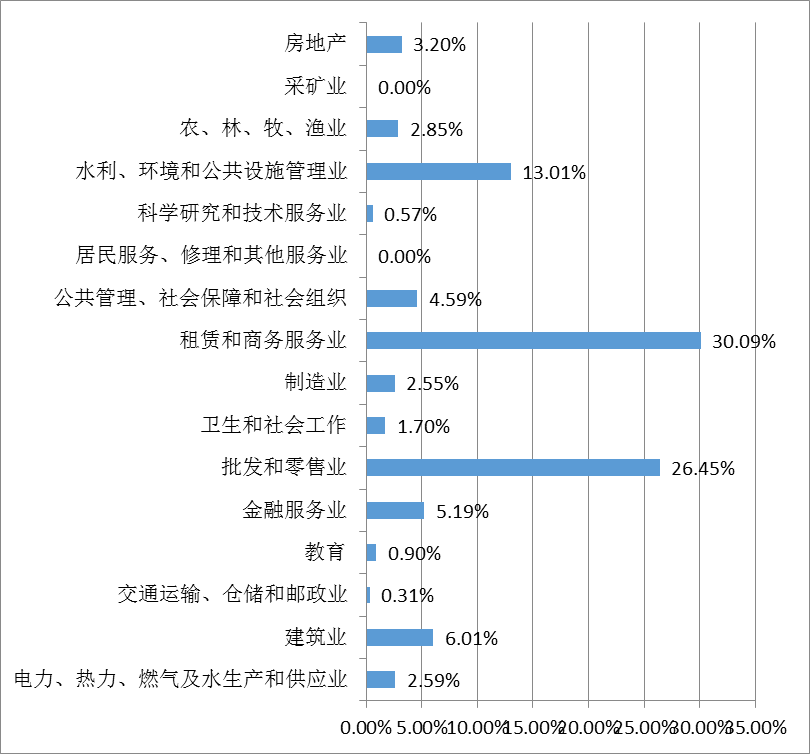 房地产 3.20%
采矿业 0.00%
农、林、牧、渔业 2.85%
水利、环境和公共设施管理业 13.01%
科学研究和技术服务业 0.57%
居民服务、修理和其他服务业 0.00%
公共管理、社会保障和社会组织 4.59%
租赁和商务服务业 30.09%
制造业 2.55%
卫生和社会工作 1.70%
批发和零售业 26.45%
金融服务业 5.19%
教育 0.90%
交通运输、仓储和邮政业 0.31%
建筑业 6.01%
电力、热力、燃气及水生产和供应业 2.59%
0.00% 5.00% 10.00% 15.00% 20.00% 25.00% 30.00% 35.00%